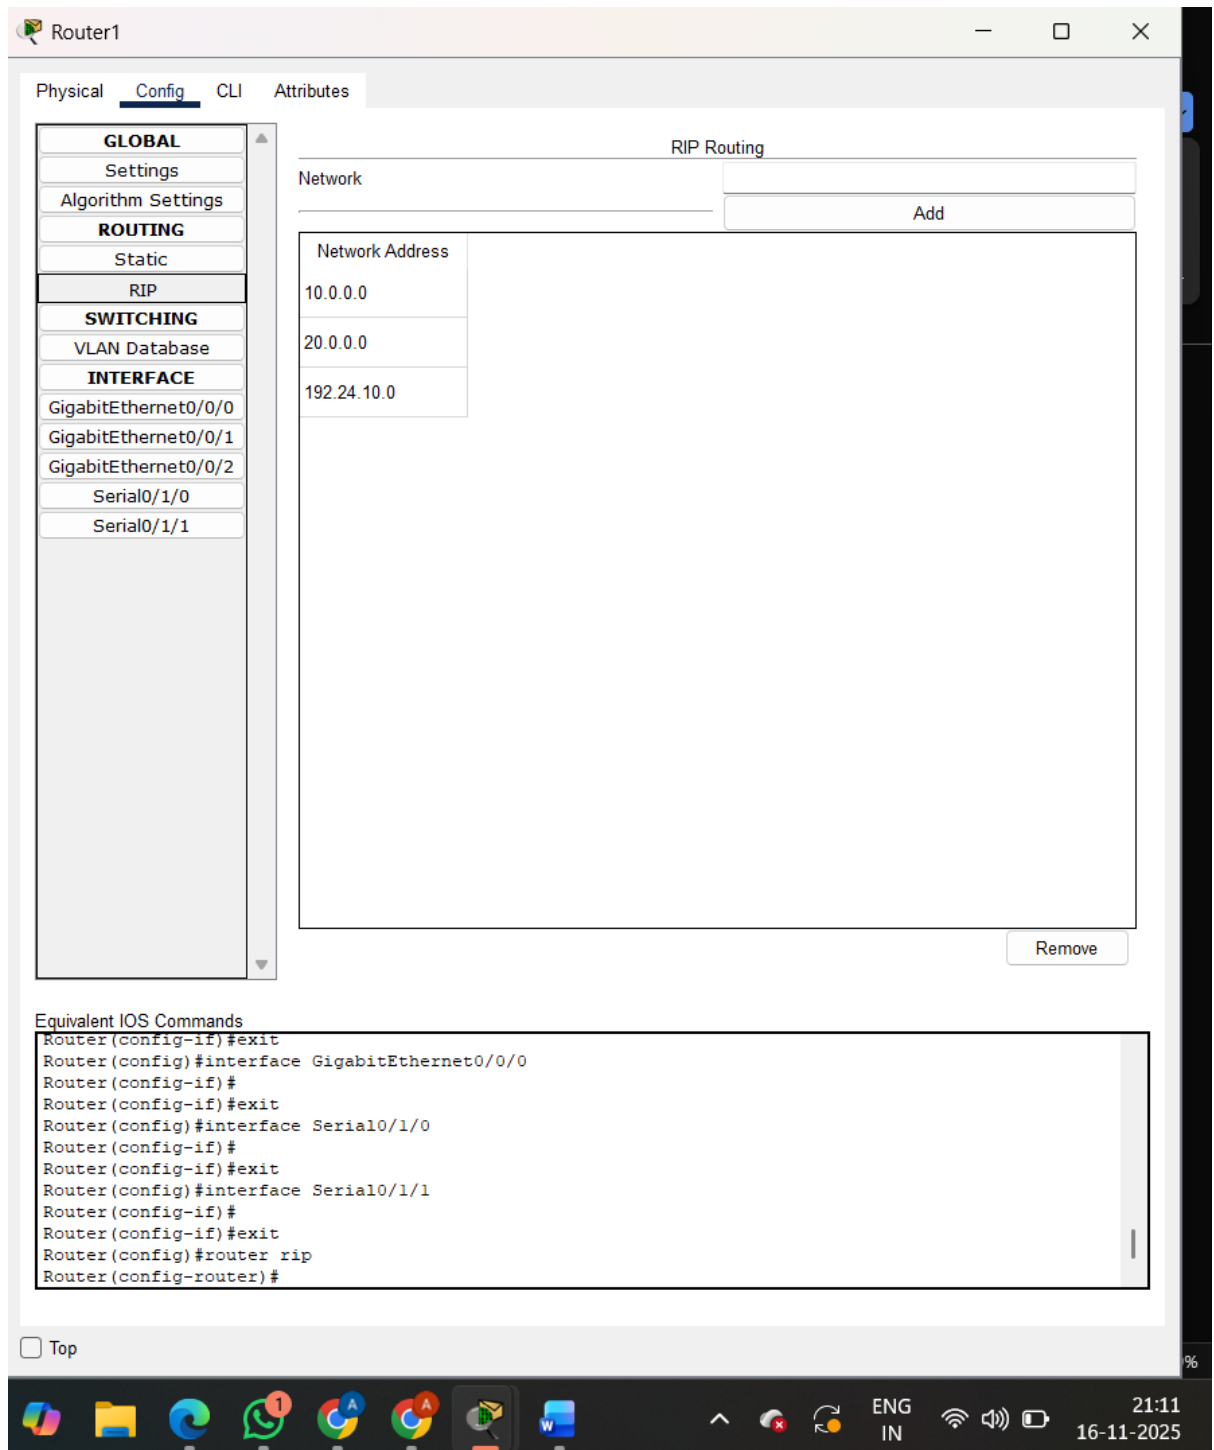 Router1
Physical Config CLI Attributes
GLOBAL
Settings
Algorithm Settings
ROUTING
Static
RIP
SWITCHING
VLAN Database
INTERFACE
GigabitEthernet0/0/0
GigabitEthernet0/0/1
GigabitEthernet0/0/2
Serial0/1/0
Serial0/1/1
RIP Routing
Network
Add
Network Address
10.0.0.0
20.0.0.0
192.24.10.0
Remove
Equivalent IOS Commands
Router(config-if)#exit
Router(config)#interface GigabitEthernet0/0/0
Router(config-if)#
Router(config-if)#exit
Router(config)#interface Serial0/1/0
Router(config-if)#
Router(config-if)#exit
Router(config)#interface Serial0/1/1
Router(config-if)#
Router(config-if)#exit
Router(config)#router rip
Router(config-router)#
Top
%
1
A
A
W
ENG
IN
21:11
16-11-2025